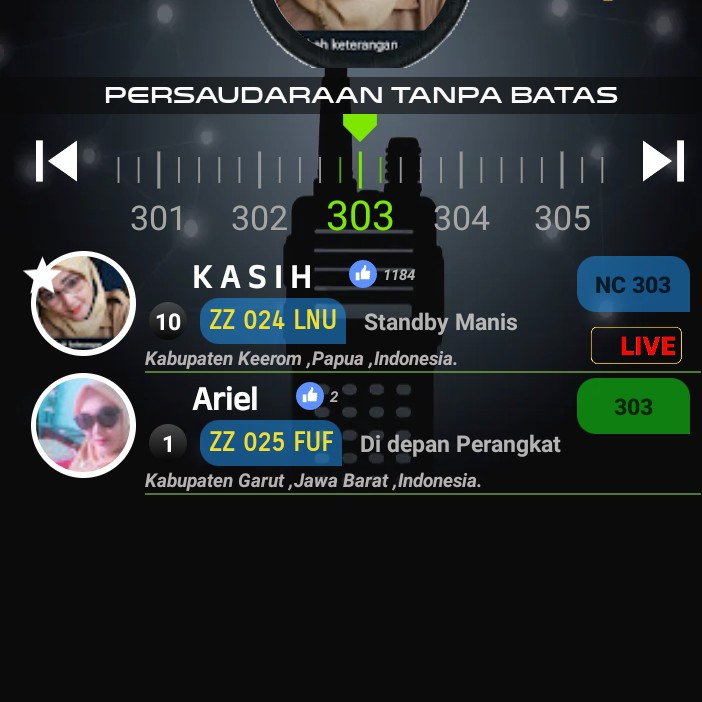 keterangan
PERSAUDARAAN TANPA BATAS
301 302 303 304 305
KASIH 1184 NC 303
10 ZZ 024 LNU Standby Manis
LIVE
Kabupaten Keerom ,Papua ,Indonesia.
Ariel 2 303
1 ZZ 025 FUF Di depan Perangkat
Kabupaten Garut ,Jawa Barat ,Indonesia.